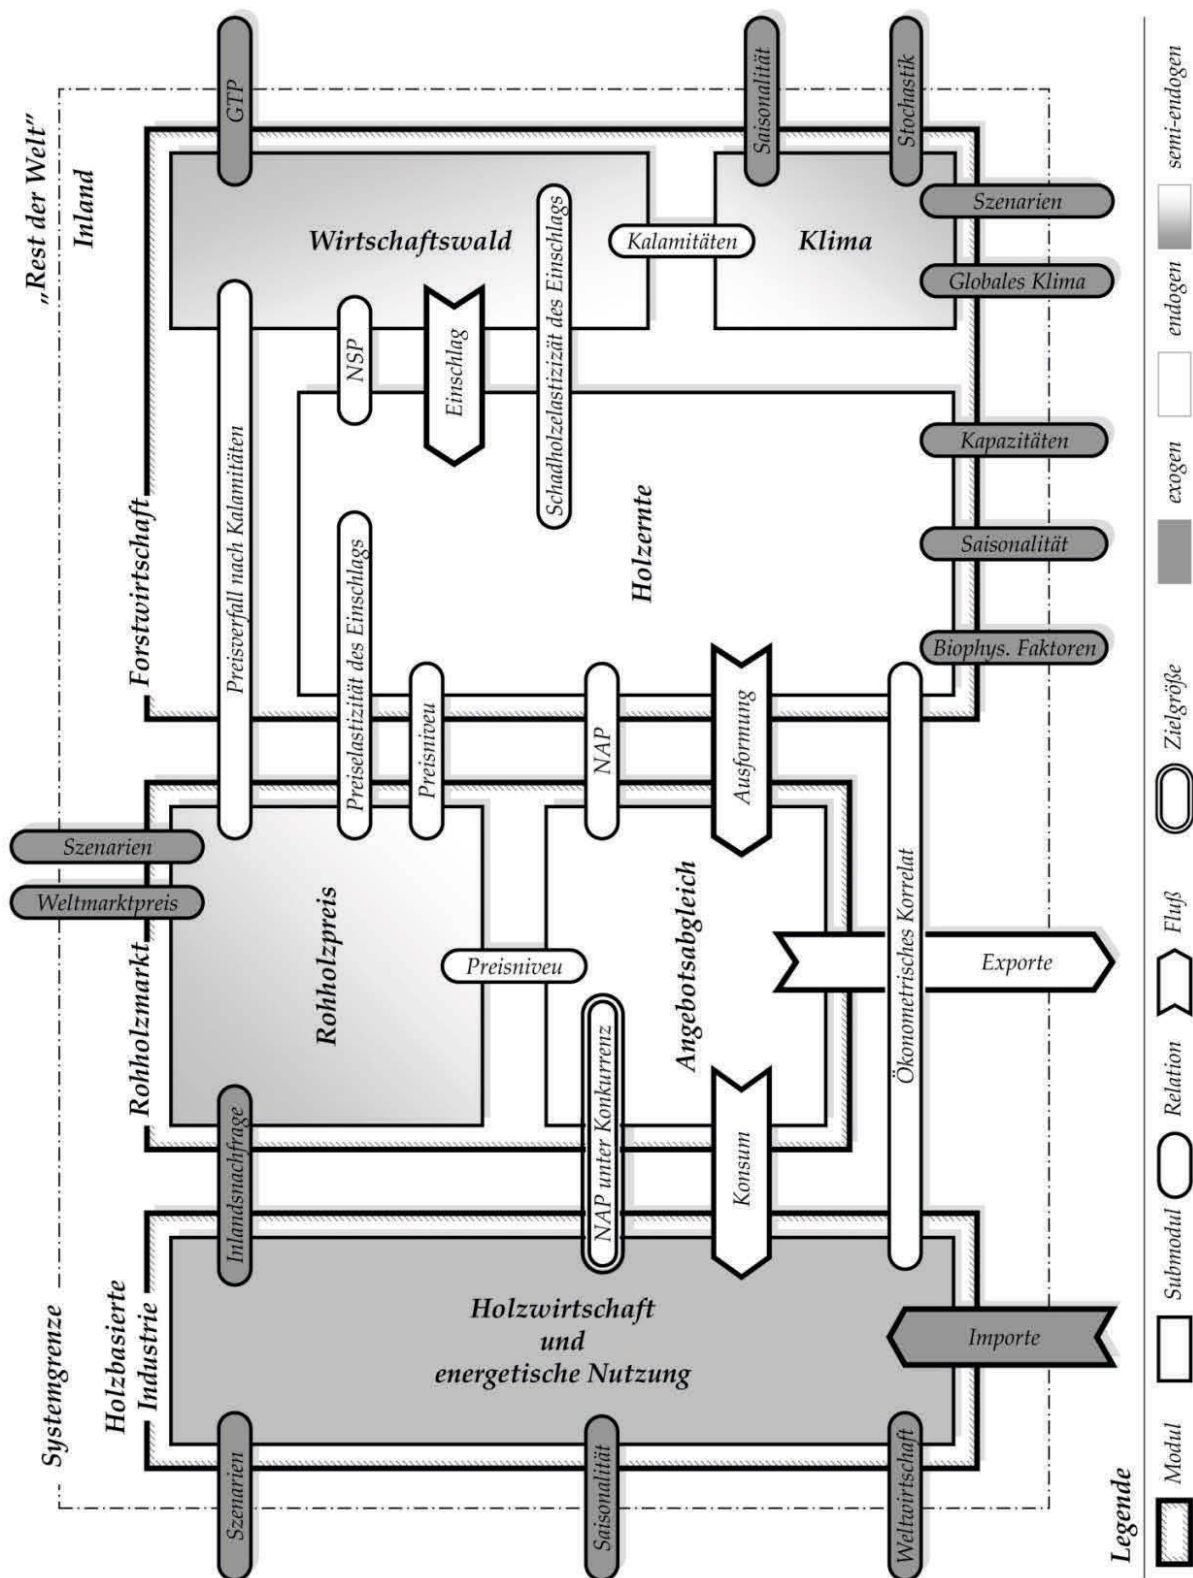 „Rest der Welt"
Inland
Systemgrenze
Forstwirtschaft
GTP
Wirtschaftswald
Saisonalität
Stochastik
Klima
Szenarien
Globales Klima
Kalamitäten
Preisverfall nach Kalamitäten
NSP
Einschlag
Schadholzelastizizät des Einschlags
Holzernte
Kapazitäten
Saisonalität
Biophys. Faktoren
Preiselastizität des Einschlags
Preisniveu
NAP
Ausformung
Ökonometrisches Korrelat
Rohholzmarkt
Szenarien
Weltmarktpreis
Rohholzpreis
Preisniveu
Angebotsabgleich
Exporte
Inlandsnachfrage
NAP unter Konkurrenz
Konsum
Holzbasierte
Industrie
Holzwirtschaft
und
energetische Nutzung
Importe
Szenarien
Saisonalität
Weltwirtschaft
Legende
Modul
Submodul
Relation
Fluß
Zielgröße
exogen
endogen
semi-endogen